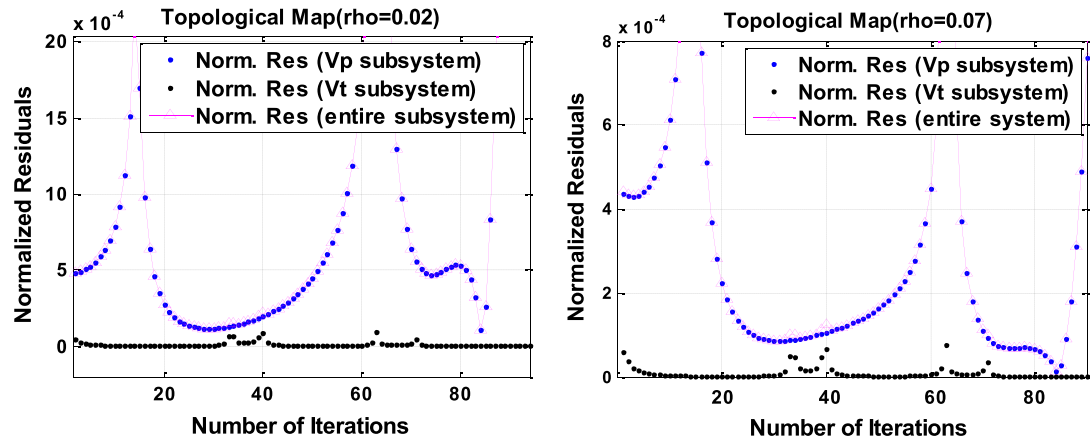 Topological Map(rho=0.02)
x 10⁻⁴
20
15
10
5
0
Normalized Residuals
Norm. Res (Vp subsystem)
Norm. Res (Vt subsystem)
Norm. Res (entire subsystem)
20 40 60 80
Number of Iterations
Topological Map(rho=0.07)
x 10⁻⁴
8
6
4
2
0
Normalized Residuals
Norm. Res (Vp subsystem)
Norm. Res (Vt subsystem)
Norm. Res (entire system)
20 40 60 80
Number of Iterations